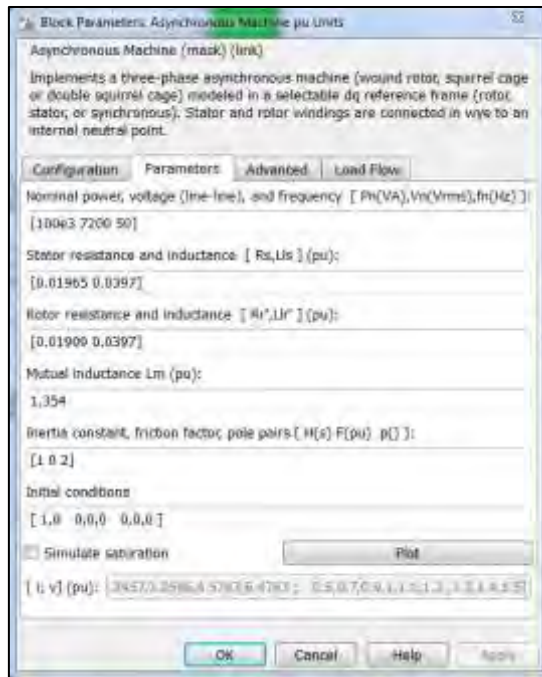 Block Parameters: Asynchronous Machine pu Units
Asynchronous Machine (mask) (link)
Implements a three-phase asynchronous machine (wound rotor, squirrel cage
or double squirrel cage) modeled in a selectable dq reference frame (rotor,
stator, or synchronous). Stator and rotor windings are connected in wye to an
internal neutral point.
Configuration Parameters Advanced Load Flow
Nominal power, voltage (line-line), and frequency [ Pn(VA),Vn(Vrms),fn(Hz) ]:
[100e3 7200 50]
Stator resistance and inductance [ Rs,Lls ] (pu):
[0.01965 0.0397]
Rotor resistance and inductance [ Rr',Llr' ] (pu):
[0.01909 0.0397]
Mutual inductance Lm (pu):
1.354
Inertia constant, friction factor, pole pairs [ H(s) F(pu) p() ]:
[1 0 2]
Initial conditions
[ 1,0 0,0,0 0,0,0 ]
Simulate saturation Plot
[ i; v] (pu):
OK Cancel Help Apply